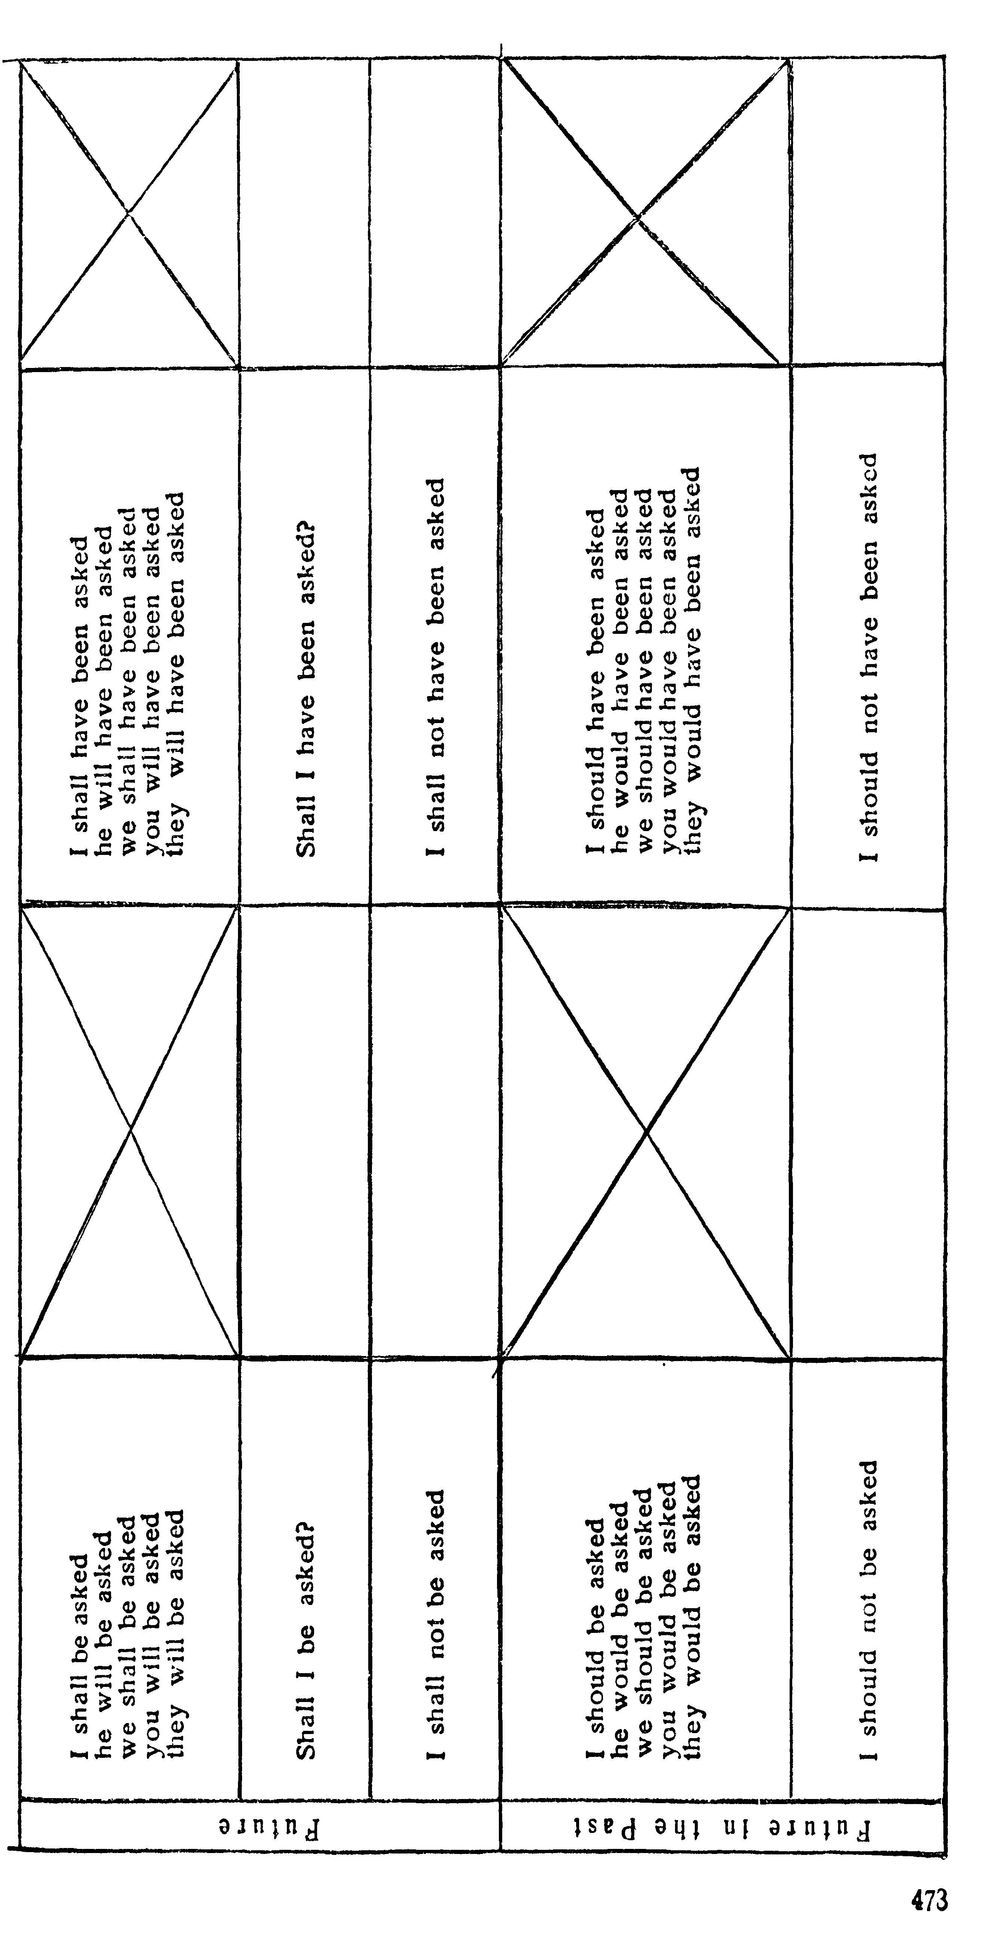 Future
I shall be asked
he will be asked
we shall be asked
you will be asked
they will be asked
I shall have been asked
he will have been asked
we shall have been asked
you will have been asked
they will have been asked
Shall I be asked?
Shall I have been asked?
I shall not be asked
I shall not have been asked
Future in the Past
I should be asked
he would be asked
we should be asked
you would be asked
they would be asked
I should have been asked
he would have been asked
we should have been asked
you would have been asked
they would have been asked
I should not be asked
I should not have been asked
473